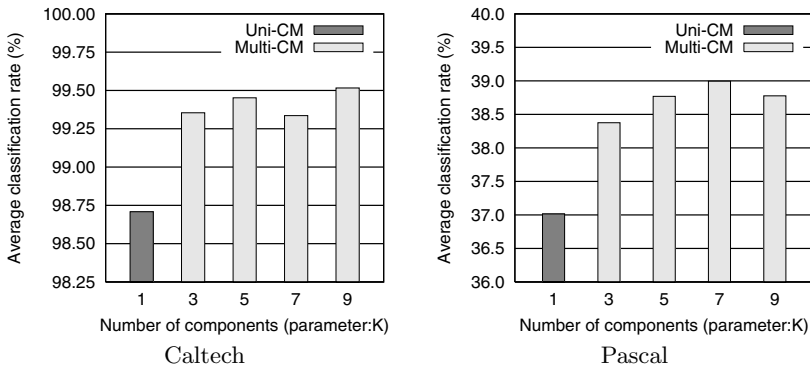 Average classification rate (%)
100.00
99.75
99.50
99.25
99.00
98.75
98.50
98.25
Uni-CM
Multi-CM
1 3 5 7 9
Number of components (parameter:K)
Caltech
Average classification rate (%)
40.0
39.5
39.0
38.5
38.0
37.5
37.0
36.5
36.0
Uni-CM
Multi-CM
1 3 5 7 9
Number of components (parameter:K)
Pascal